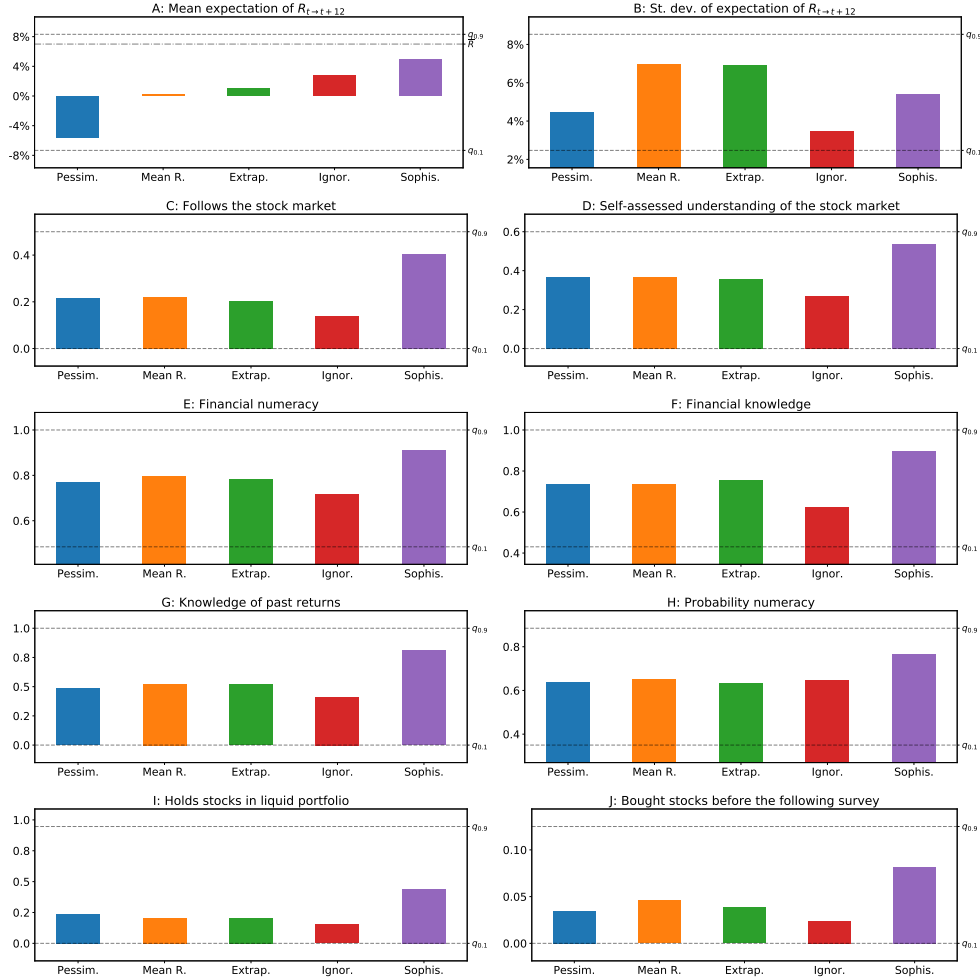 A: Mean expectation of R_{t→t+12}
8%
4%
0%
-4%
-8%
q_{0.9}
R̅
q_{0.1}
Pessim. Mean R. Extrap. Ignor. Sophis.
B: St. dev. of expectation of R_{t→t+12}
8%
6%
4%
2%
q_{0.9}
q_{0.1}
Pessim. Mean R. Extrap. Ignor. Sophis.
C: Follows the stock market
0.4
0.2
0.0
q_{0.9}
q_{0.1}
Pessim. Mean R. Extrap. Ignor. Sophis.
D: Self-assessed understanding of the stock market
0.6
0.4
0.2
0.0
q_{0.9}
q_{0.1}
Pessim. Mean R. Extrap. Ignor. Sophis.
E: Financial numeracy
1.0
0.8
0.6
q_{0.9}
q_{0.1}
Pessim. Mean R. Extrap. Ignor. Sophis.
F: Financial knowledge
1.0
0.8
0.6
0.4
q_{0.9}
q_{0.1}
Pessim. Mean R. Extrap. Ignor. Sophis.
G: Knowledge of past returns
1.0
0.8
0.5
0.2
0.0
q_{0.9}
q_{0.1}
Pessim. Mean R. Extrap. Ignor. Sophis.
H: Probability numeracy
0.8
0.6
0.4
q_{0.9}
q_{0.1}
Pessim. Mean R. Extrap. Ignor. Sophis.
I: Holds stocks in liquid portfolio
1.0
0.8
0.5
0.2
0.0
q_{0.9}
q_{0.1}
Pessim. Mean R. Extrap. Ignor. Sophis.
J: Bought stocks before the following survey
0.10
0.05
0.00
q_{0.9}
q_{0.1}
Pessim. Mean R. Extrap. Ignor. Sophis.